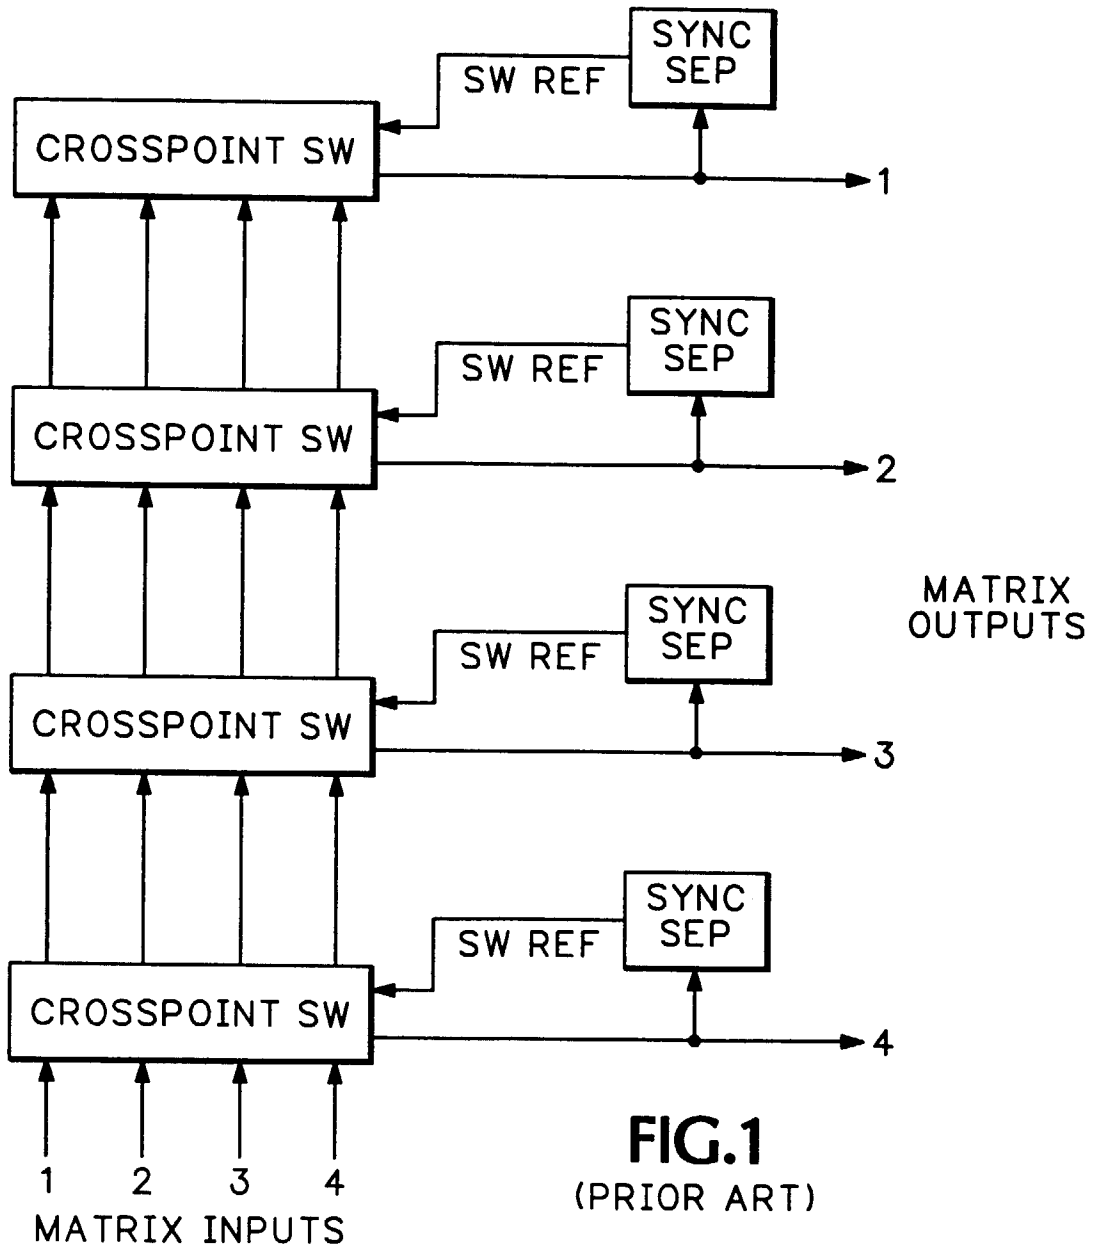 SYNC
SEP
SW REF
CROSSPOINT SW
1
SYNC
SEP
SW REF
CROSSPOINT SW
2
MATRIX
OUTPUTS
SYNC
SEP
SW REF
CROSSPOINT SW
3
SYNC
SEP
SW REF
CROSSPOINT SW
4
1 2 3 4
MATRIX INPUTS
FIG.1
(PRIOR ART)